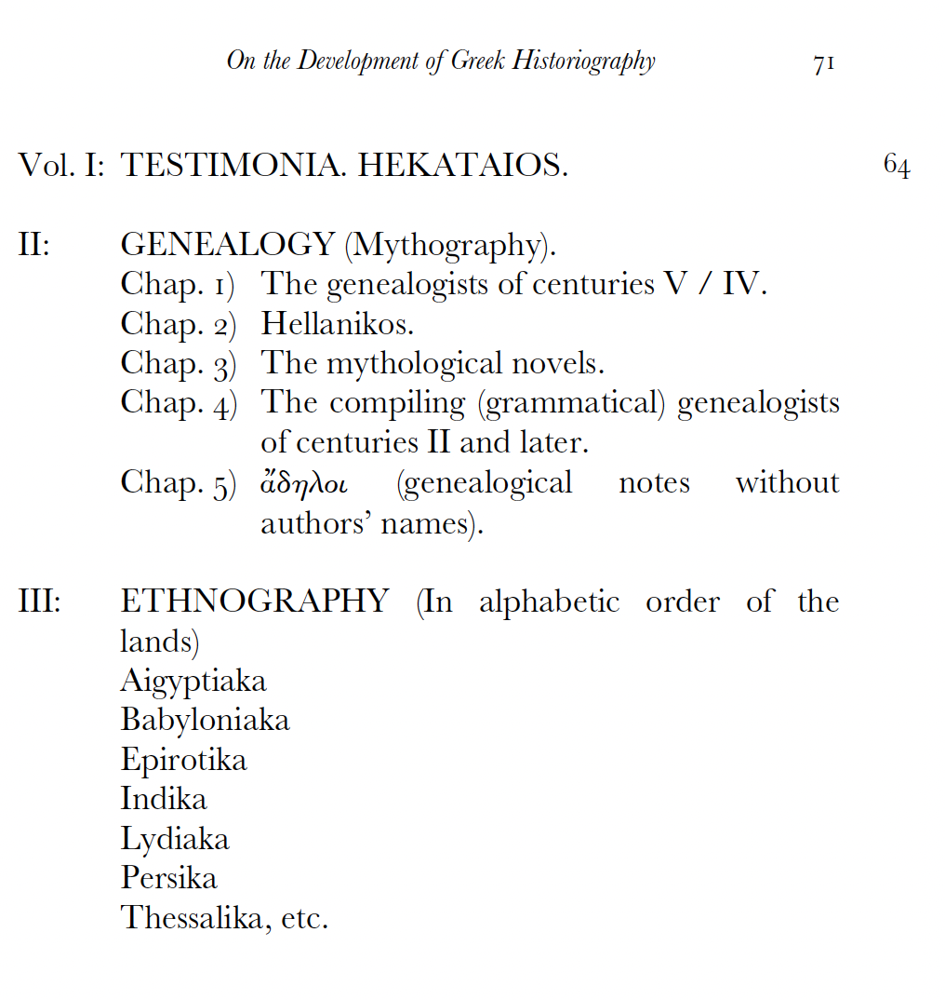 On the Development of Greek Historiography 71
Vol. I: TESTIMONIA. HEKATAIOS. 64
II: GENEALOGY (Mythography).
Chap. 1) The genealogists of centuries V / IV.
Chap. 2) Hellanikos.
Chap. 3) The mythological novels.
Chap. 4) The compiling (grammatical) genealogists
of centuries II and later.
Chap. 5) ἄδηλοι (genealogical notes without
authors’ names).
III: ETHNOGRAPHY (In alphabetic order of the
lands)
Aigyptiaka
Babyloniaka
Epirotika
Indika
Lydiaka
Persika
Thessalika, etc.